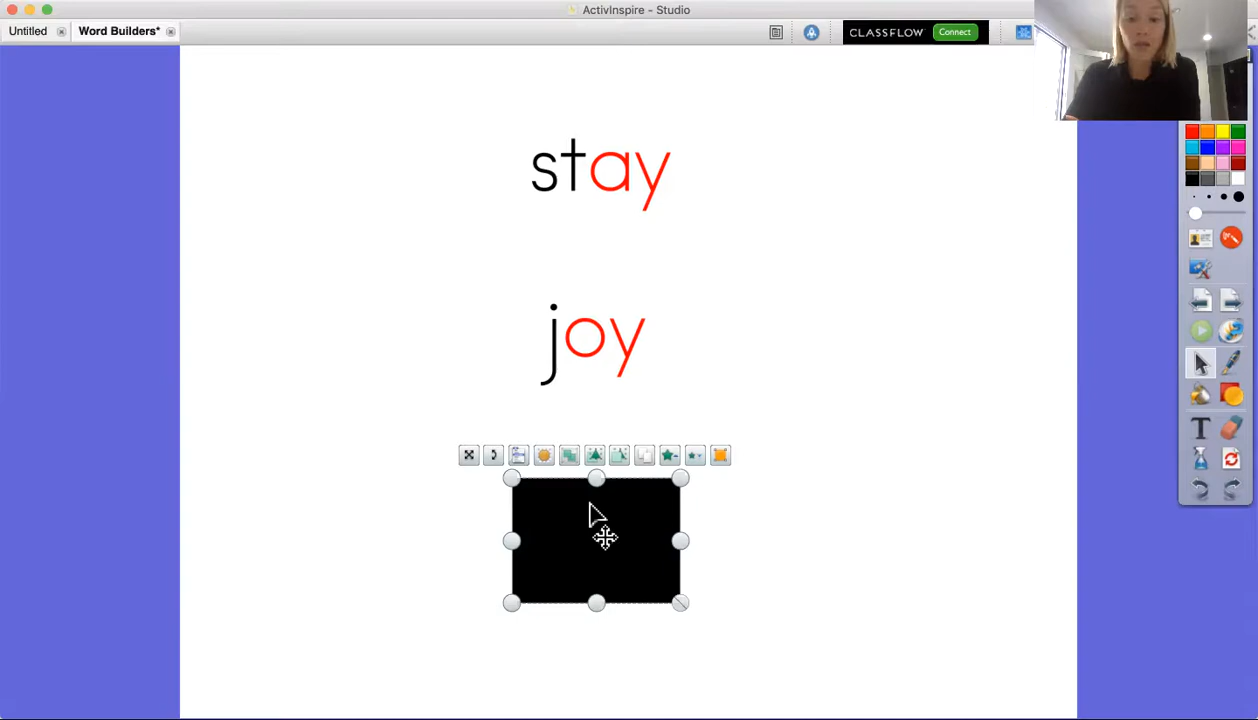 ActivInspire - Studio
Untitled
Word Builders*
CLASSFLOW
Connect
stay
joy
T